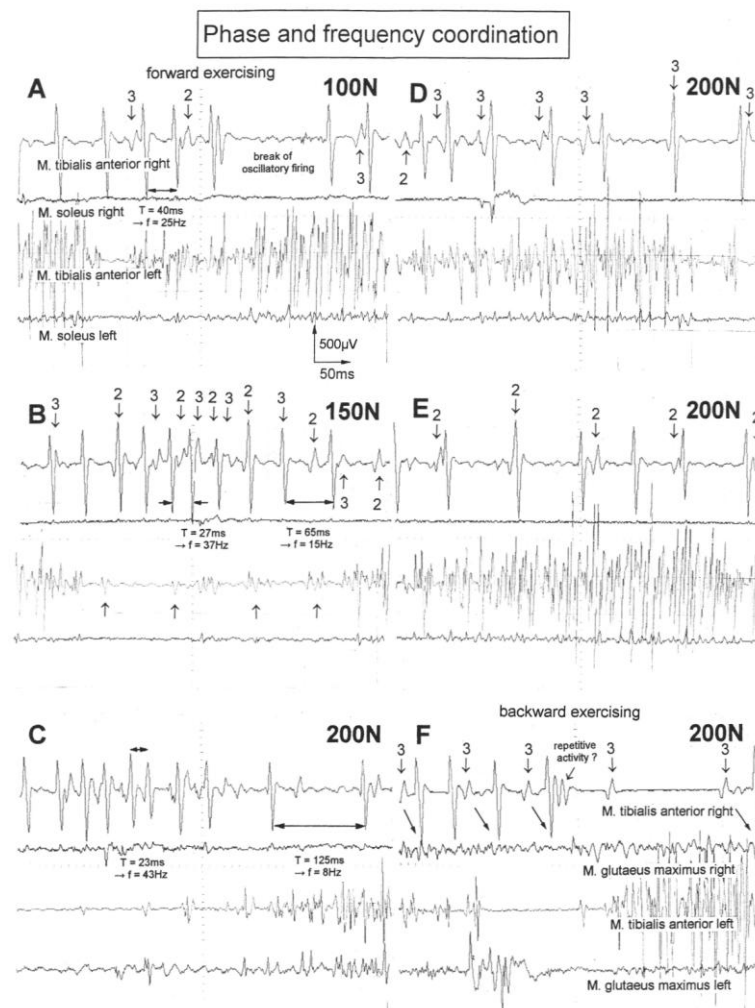 Phase and frequency coordination
forward exercising
A
100N
3
2
M. tibialis anterior right
break of
oscillatory firing
3
M. soleus right
T = 40ms
→ f = 25Hz
M. tibialis anterior left
M. soleus left
500µV
50ms
D
200N
3
3
3
3
3
3
2
B
150N
3
2
3
2
3
2
3
2
3
2
3
2
T = 27ms
→ f = 37Hz
T = 65ms
→ f = 15Hz
E
200N
2
2
2
2
2
C
200N
T = 23ms
→ f = 43Hz
T = 125ms
→ f = 8Hz
backward exercising
F
200N
3
3
3
repetitive
activity ?
3
3
M. tibialis anterior right
M. glutaeus maximus right
M. tibialis anterior left
M. glutaeus maximus left